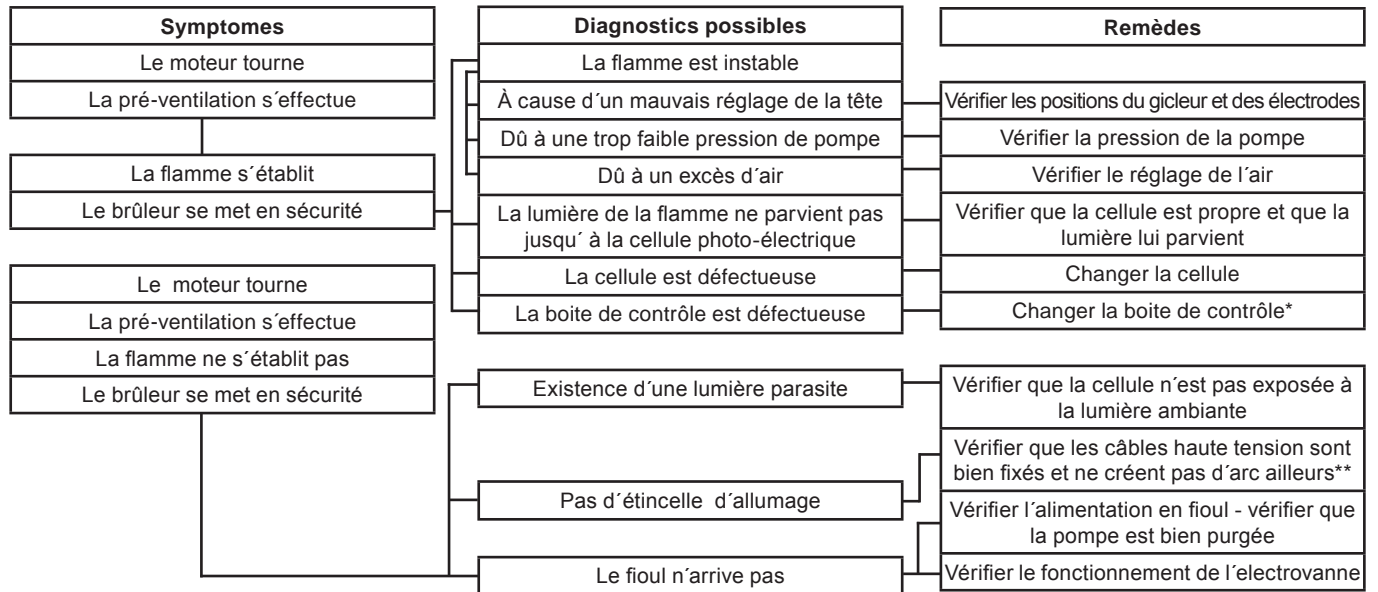 Symptomes
Le moteur tourne
La pré-ventilation s´effectue
La flamme s´établit
Le brûleur se met en sécurité
Le moteur tourne
La pré-ventilation s´effectue
La flamme ne s´établit pas
Le brûleur se met en sécurité
Diagnostics possibles
La flamme est instable
À cause d´un mauvais réglage de la tête
Dû à une trop faible pression de pompe
Dû à un excès d´air
La lumière de la flamme ne parvient pas
jusqu´ à la cellule photo-électrique
La cellule est défectueuse
La boite de contrôle est défectueuse
Existence d´une lumière parasite
Pas d´étincelle d´allumage
Le fioul n´arrive pas
Remèdes
Vérifier les positions du gicleur et des électrodes
Vérifier la pression de la pompe
Vérifier le réglage de l´air
Vérifier que la cellule est propre et que la
lumière lui parvient
Changer la cellule
Changer la boite de contrôle*
Vérifier que la cellule n´est pas exposée à
la lumière ambiante
Vérifier que les câbles haute tension sont
bien fixés et ne créent pas d´arc ailleurs**
Vérifier l´alimentation en fioul - vérifier que
la pompe est bien purgée
Vérifier le fonctionnement de l´electrovanne